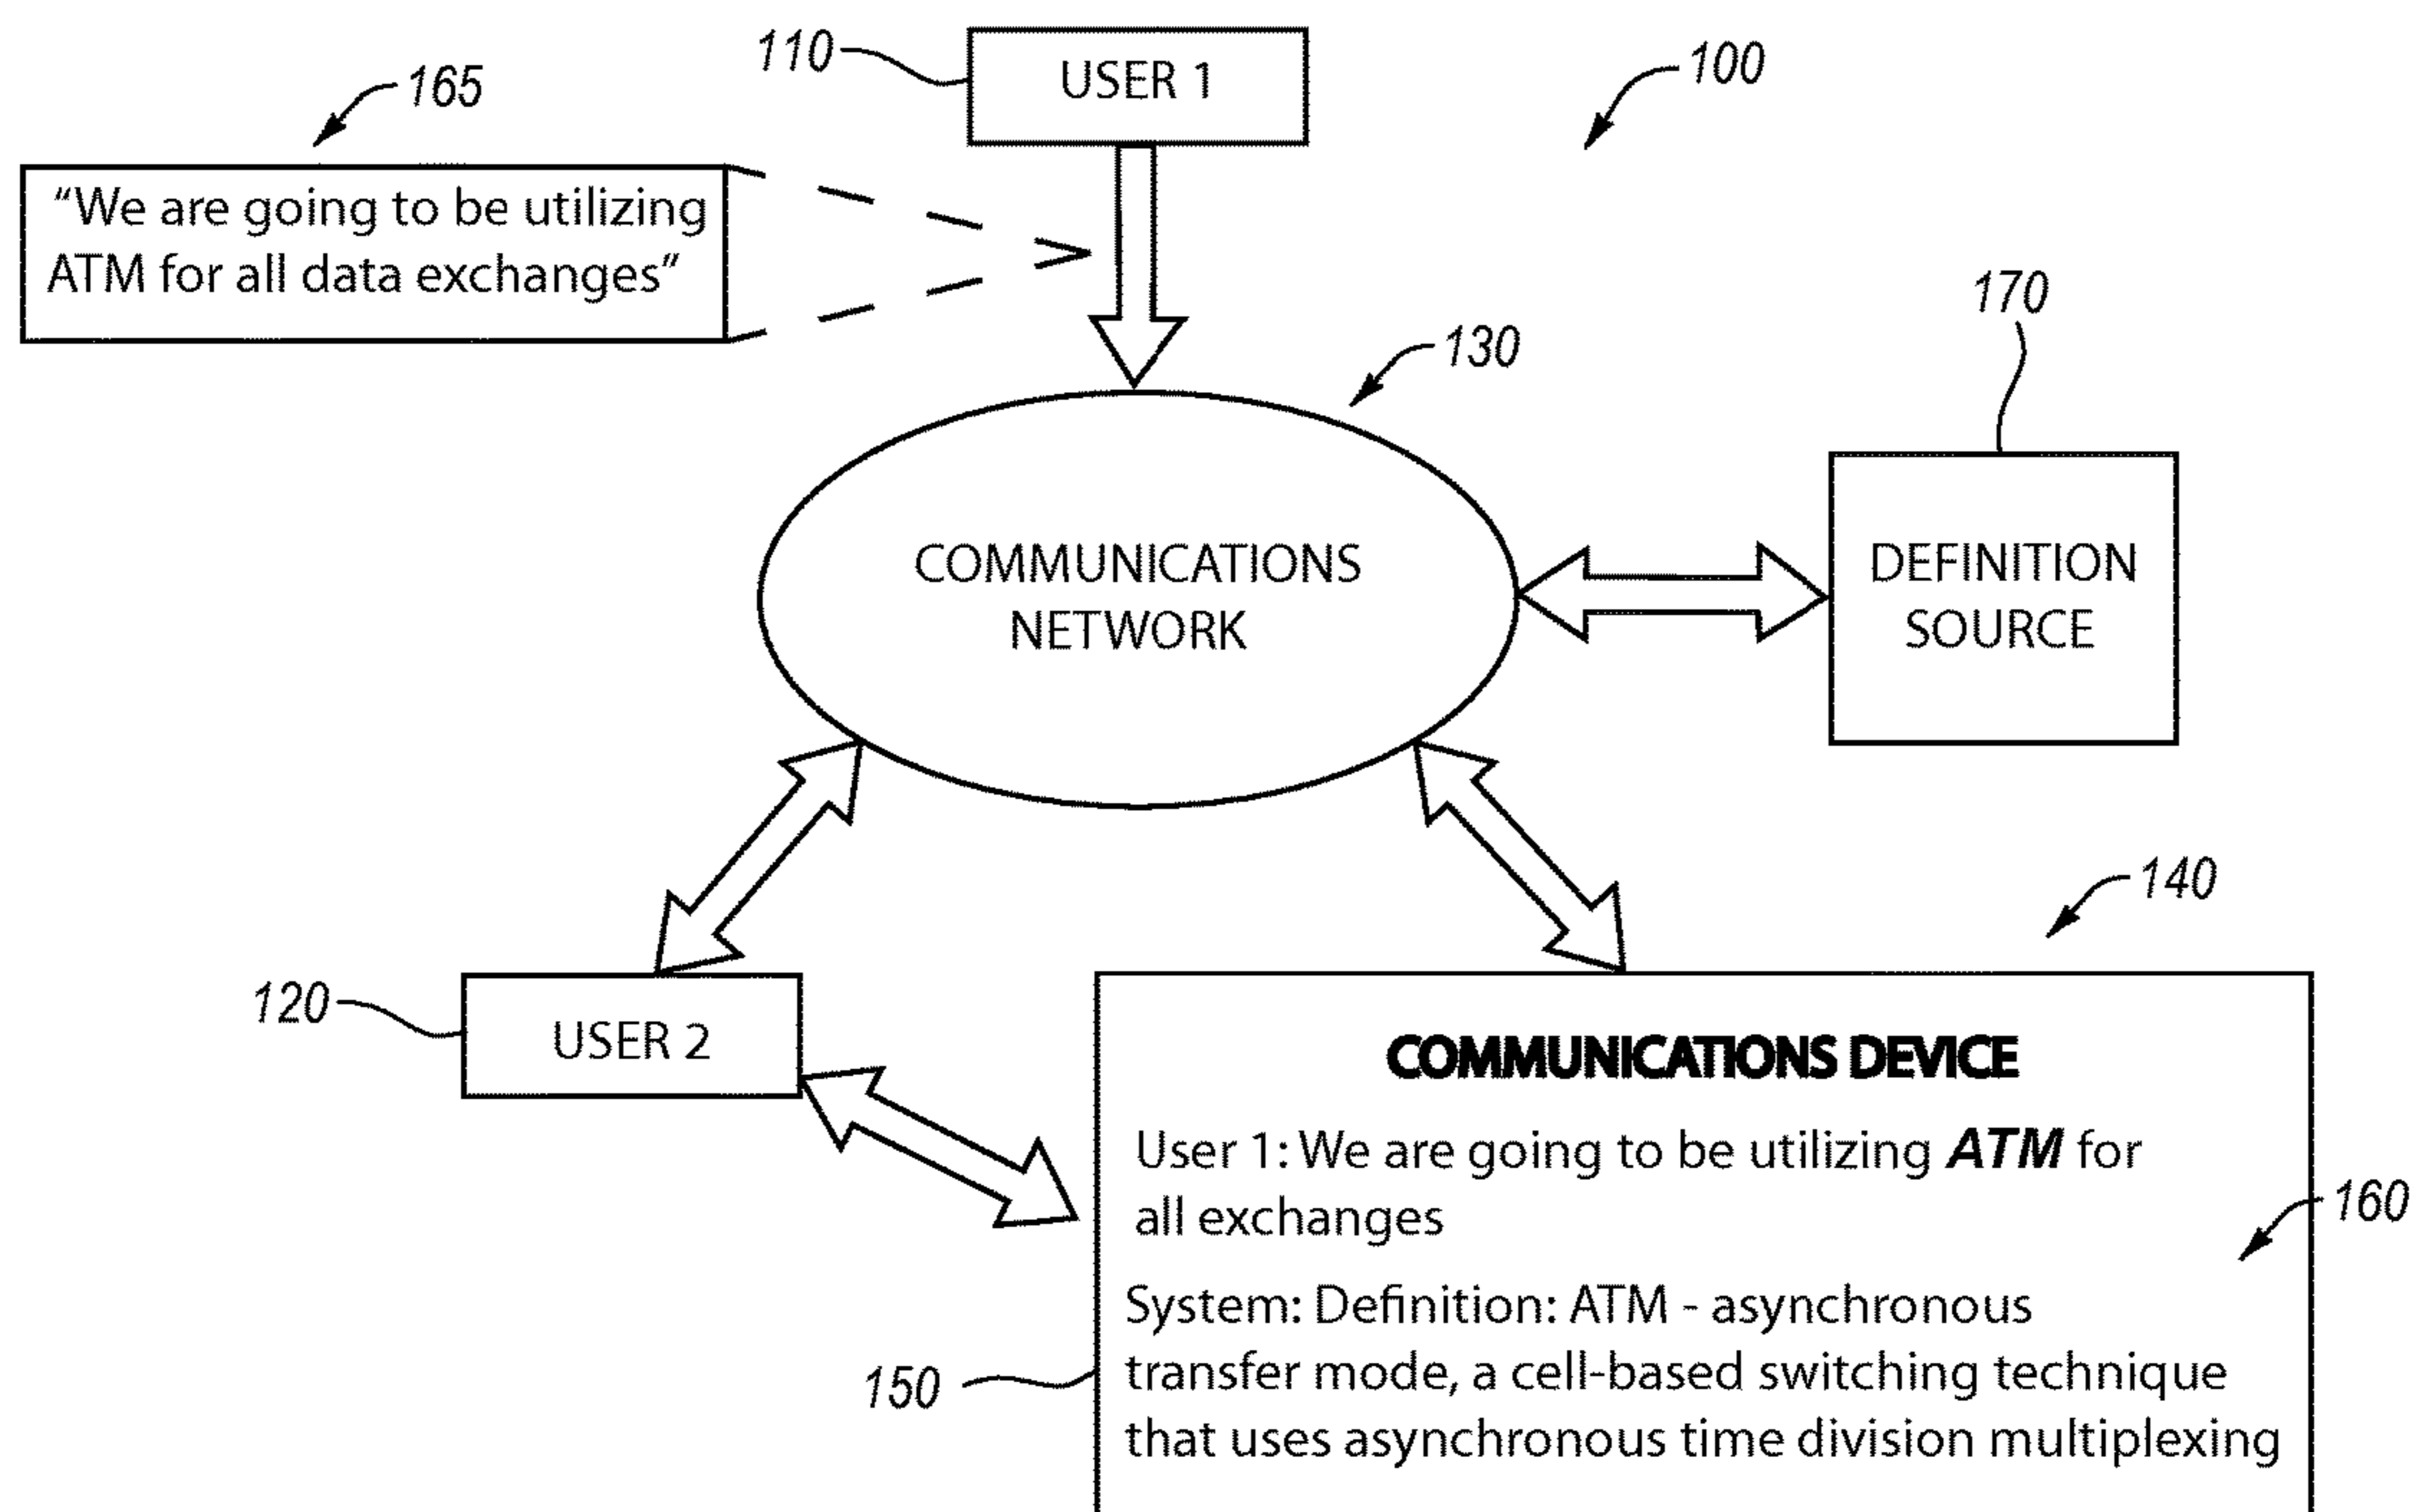 110
USER 1
100
165
“We are going to be utilizing
ATM for all data exchanges”
130
170
COMMUNICATIONS
NETWORK
DEFINITION
SOURCE
140
120
USER 2
COMMUNICATIONS DEVICE
User 1: We are going to be utilizing ATM for
all exchanges
160
System: Definition: ATM - asynchronous
transfer mode, a cell-based switching technique
that uses asynchronous time division multiplexing
150